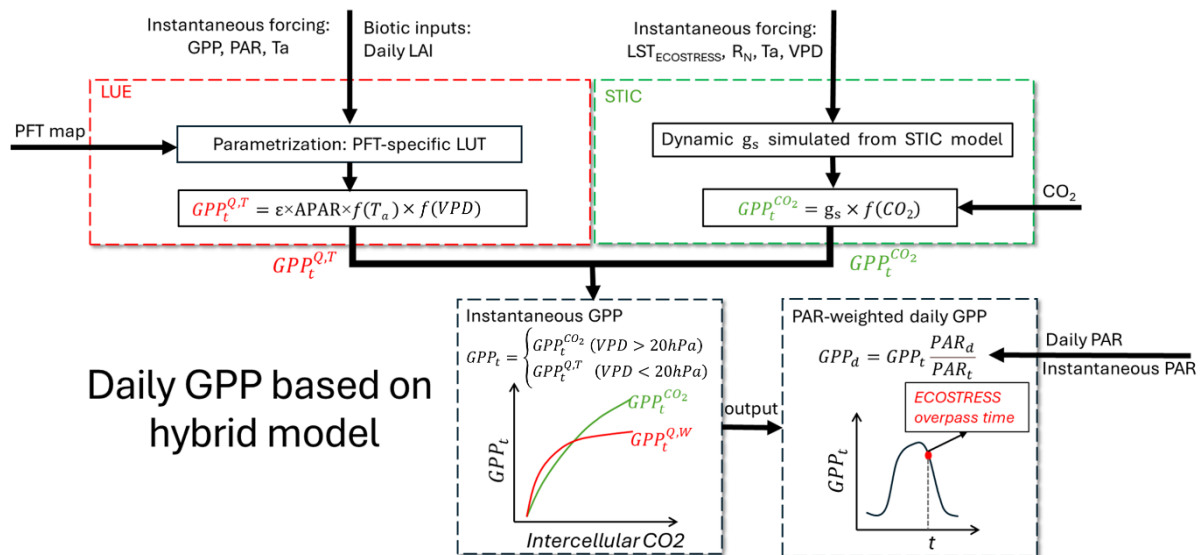 Instantaneous forcing:
GPP, PAR, Ta
Biotic inputs:
Daily LAI
Instantaneous forcing:
LST_ECOSTRESS, R_N, Ta, VPD
LUE
STIC
PFT map
Parametrization: PFT-specific LUT
Dynamic g_s simulated from STIC model
GPP_t^{Q,T} = ε×APAR×f(T_a) × f(VPD)
GPP_t^{CO_2} = g_s × f(CO_2)
CO_2
GPP_t^{Q,T}
GPP_t^{CO_2}
Instantaneous GPP
GPP_t = { GPP_t^{CO_2} (VPD > 20hPa)
GPP_t^{Q,T} (VPD < 20hPa)
GPP_t^{CO_2}
GPP_t^{Q,W}
GPP_t
Intercellular CO2
output
PAR-weighted daily GPP
GPP_d = GPP_t PAR_d / PAR_t
Daily PAR
Instantaneous PAR
ECOSTRESS
overpass time
GPP_t
t
Daily GPP based on
hybrid model